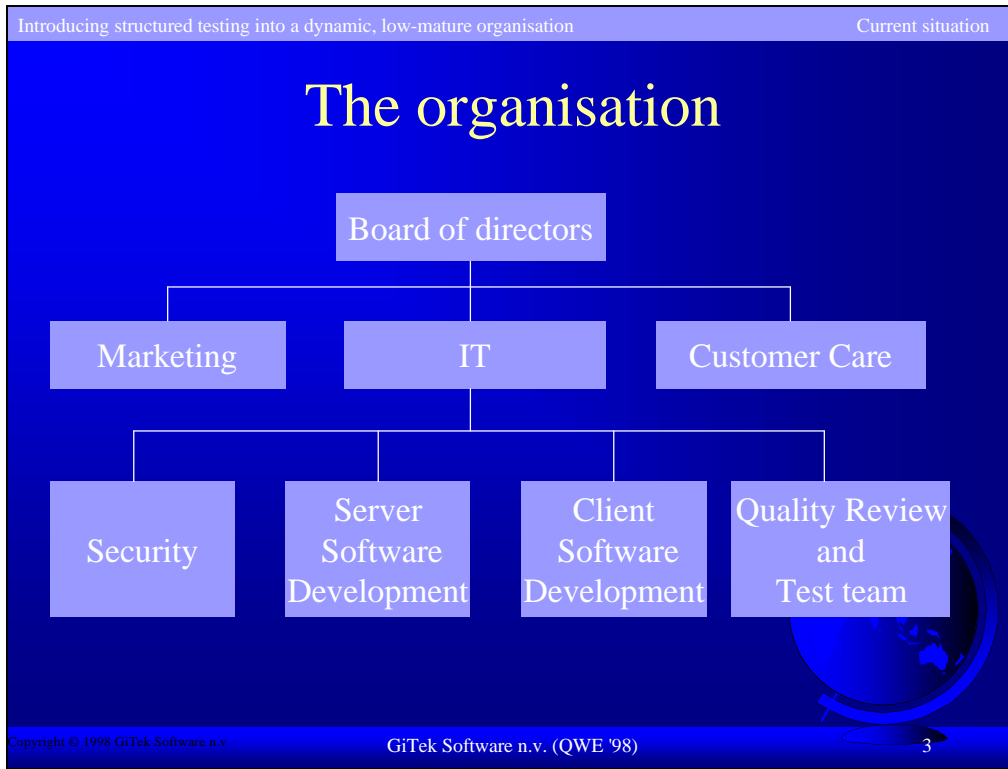 Introducing structured testing into a dynamic, low-mature organisation
Current situation
The organisation
Board of directors
Marketing
IT
Customer Care
Security
Server
Software
Development
Client
Software
Development
Quality Review
and
Test team
Copyright © 1998 GiTek Software n.v.
GiTek Software n.v. (QWE '98)
3